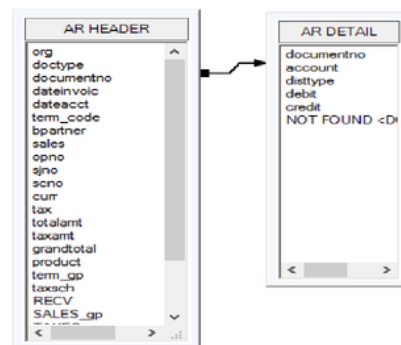 AR HEADER
org
doctype
documentno
dateinvoic
dateacct
term_code
bpartner
sales
opno
sjno
scno
curr
tax
totalamt
taxamt
grandtotal
product
term_gp
taxsch
RECV
SALES_gp
AR DETAIL
documentno
account
disttype
debit
credit
NOT FOUND <D